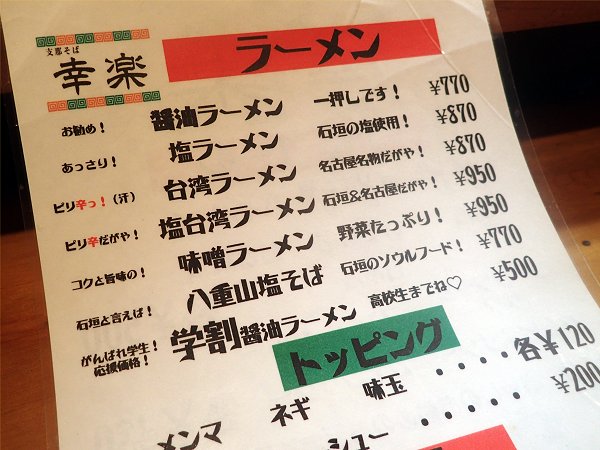 支那そば
幸楽
ラーメン
お勧め! 醤油ラーメン 一押しです! ¥770
あっさり! 塩ラーメン 石垣の塩使用! ¥870
ピリ辛っ!(汗) 台湾ラーメン 名古屋名物だがや! ¥870
ピリ辛だがや! 塩台湾ラーメン 石垣&名古屋だがや! ¥950
コクと旨味の! 味噌ラーメン 野菜たっぷり! ¥950
石垣と言えば! 八重山塩そば 石垣のソウルフード! ¥770
がんばれ学生!
応援価格! 学割醤油ラーメン 高校生までね♡ ¥500
トッピング
メンマ ネギ 味玉 ・・・・各¥120
シュー ・・・・・¥200